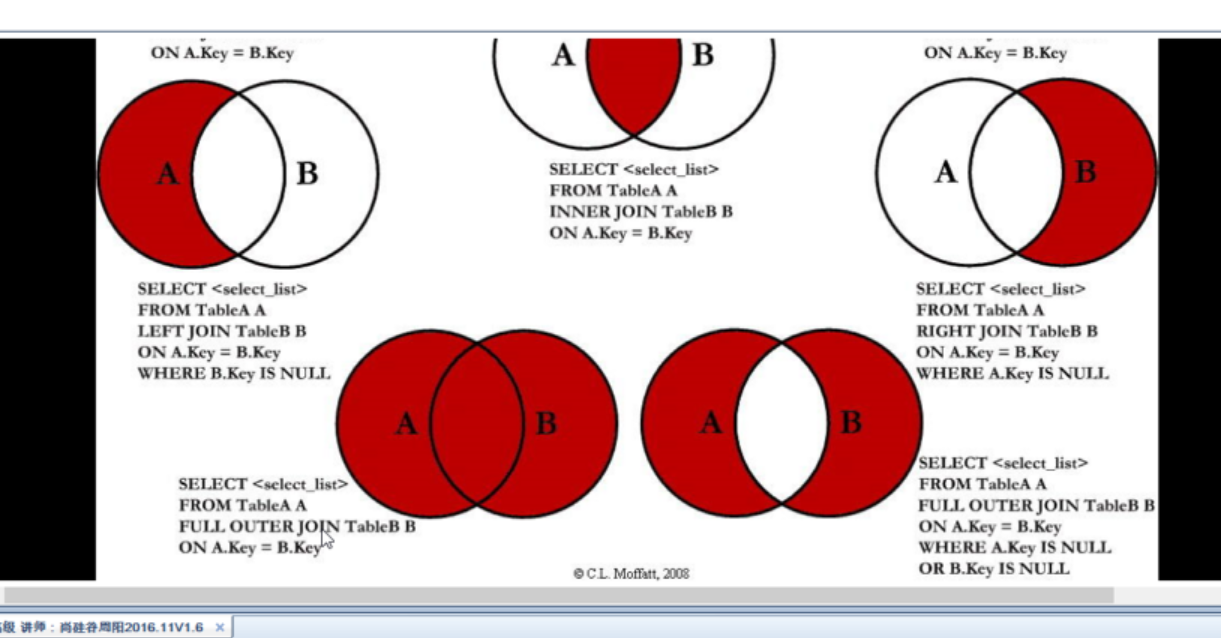 ON A.Key = B.Key
A B
ON A.Key = B.Key
A B
SELECT <select_list>
FROM TableA A
INNER JOIN TableB B
ON A.Key = B.Key
A B
SELECT <select_list>
FROM TableA A
LEFT JOIN TableB B
ON A.Key = B.Key
WHERE B.Key IS NULL
SELECT <select_list>
FROM TableA A
RIGHT JOIN TableB B
ON A.Key = B.Key
WHERE A.Key IS NULL
A B
A B
SELECT <select_list>
FROM TableA A
FULL OUTER JOIN TableB B
ON A.Key = B.Key
SELECT <select_list>
FROM TableA A
FULL OUTER JOIN TableB B
ON A.Key = B.Key
WHERE A.Key IS NULL
OR B.Key IS NULL
© C.L. Moffatt, 2008
级 讲师：尚硅谷周阳2016.11V1.6